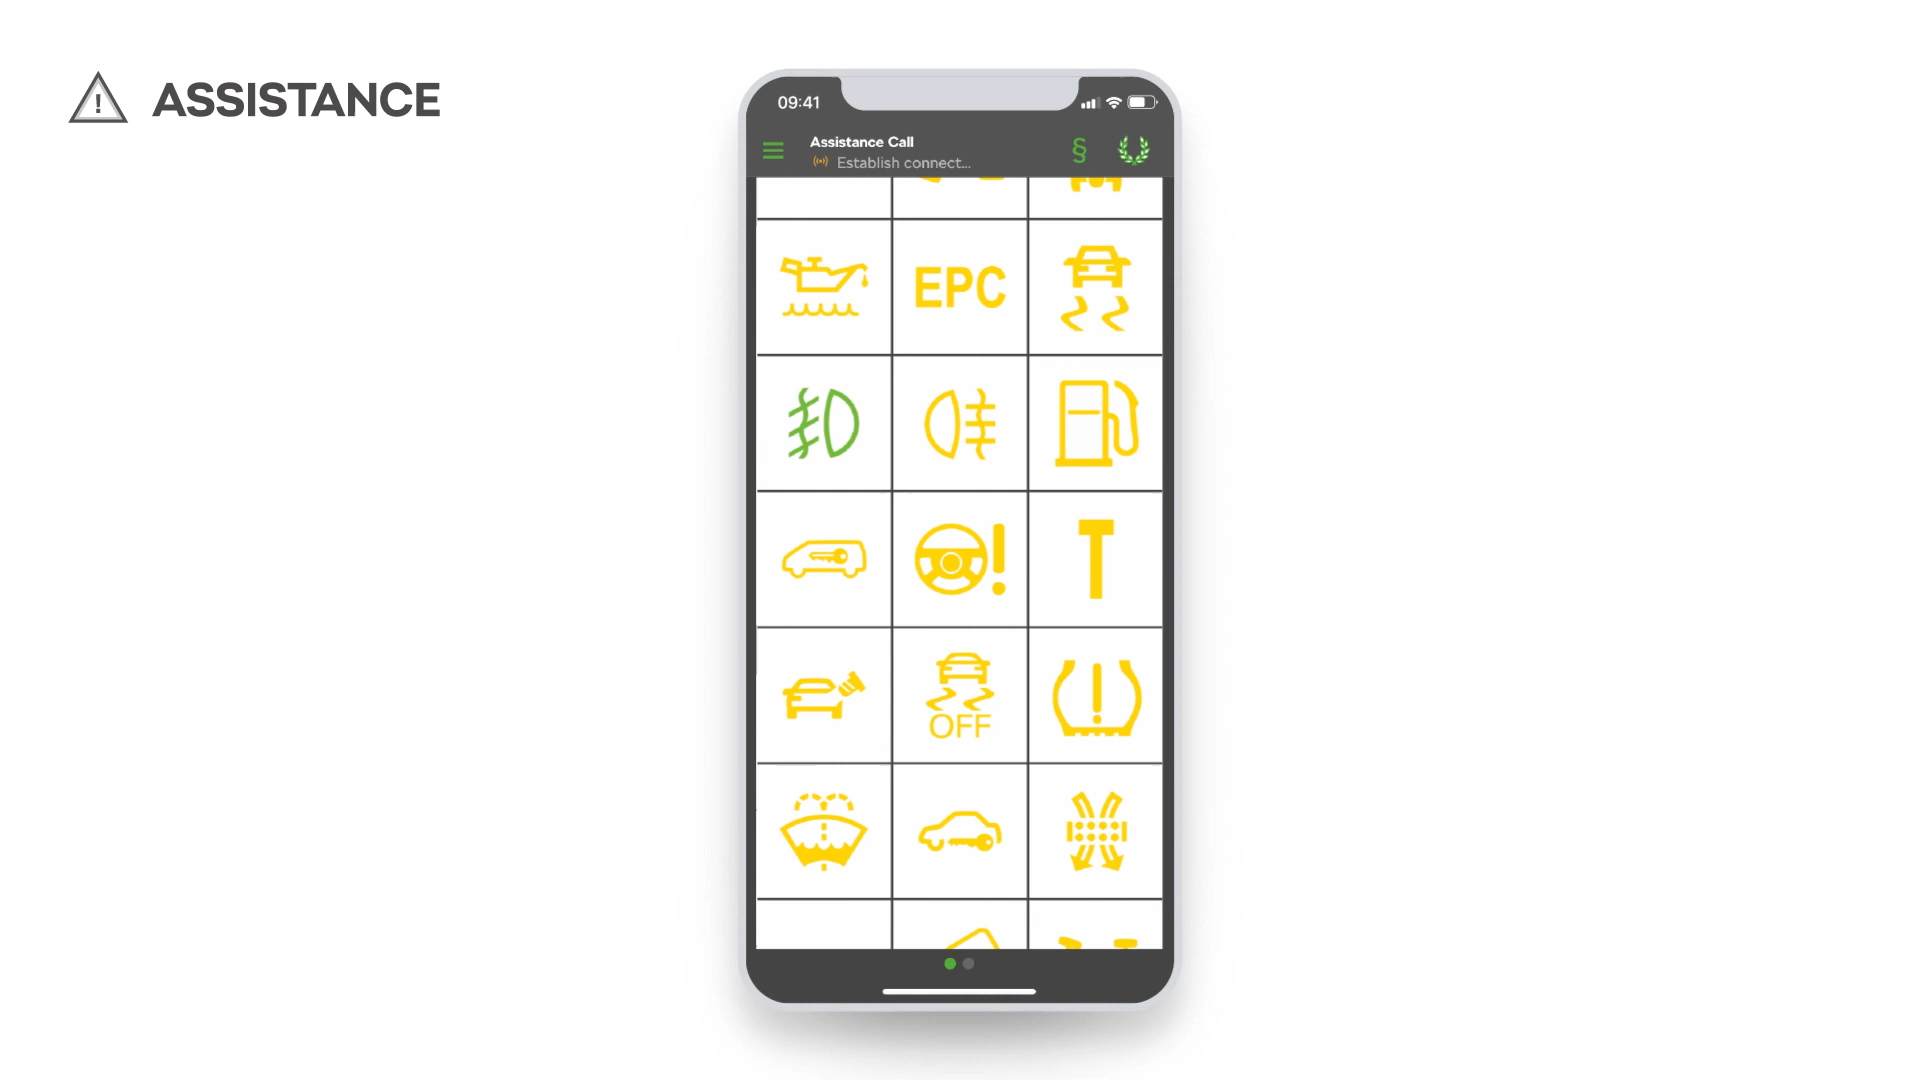 ASSISTANCE
09:41
Assistance Call
§
Establish connect...
EPC
OFF